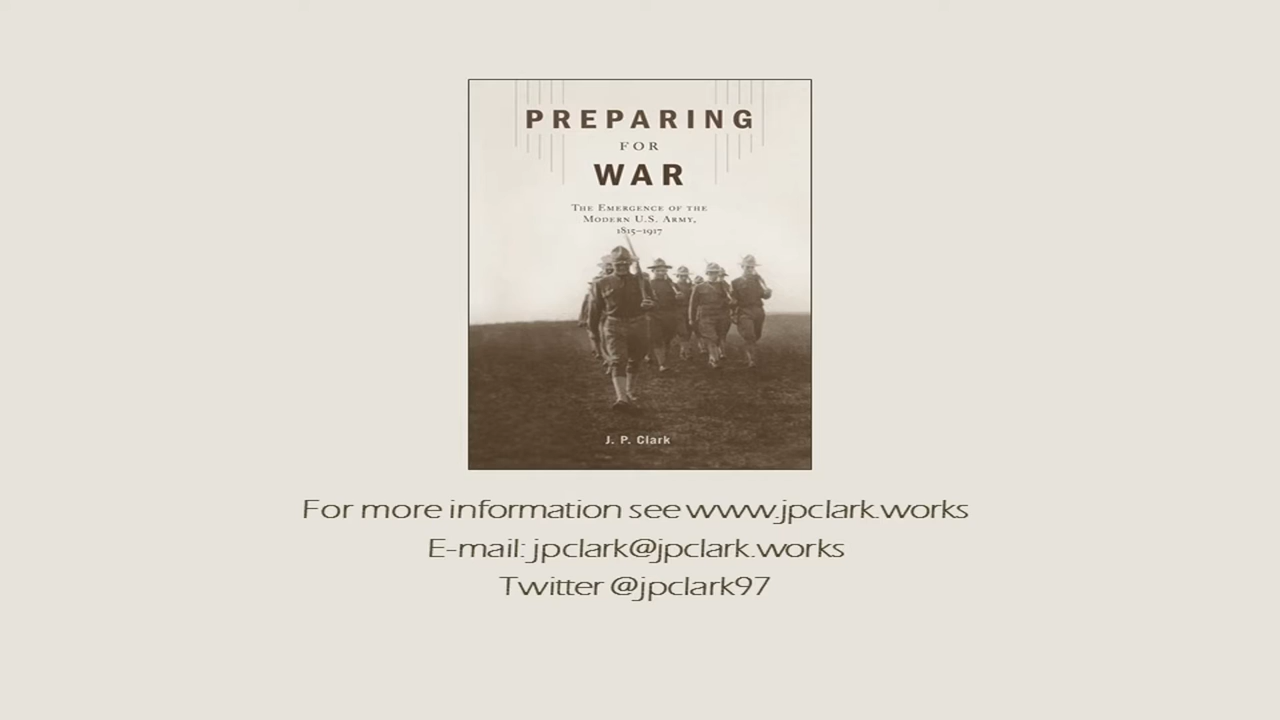 PREPARING
FOR
WAR
The Emergence of the
Modern U.S. Army,
1815–1917
J. P. Clark
For more information see www.jpclark.works
E-mail: jpclark@jpclark.works
Twitter @jpclark97